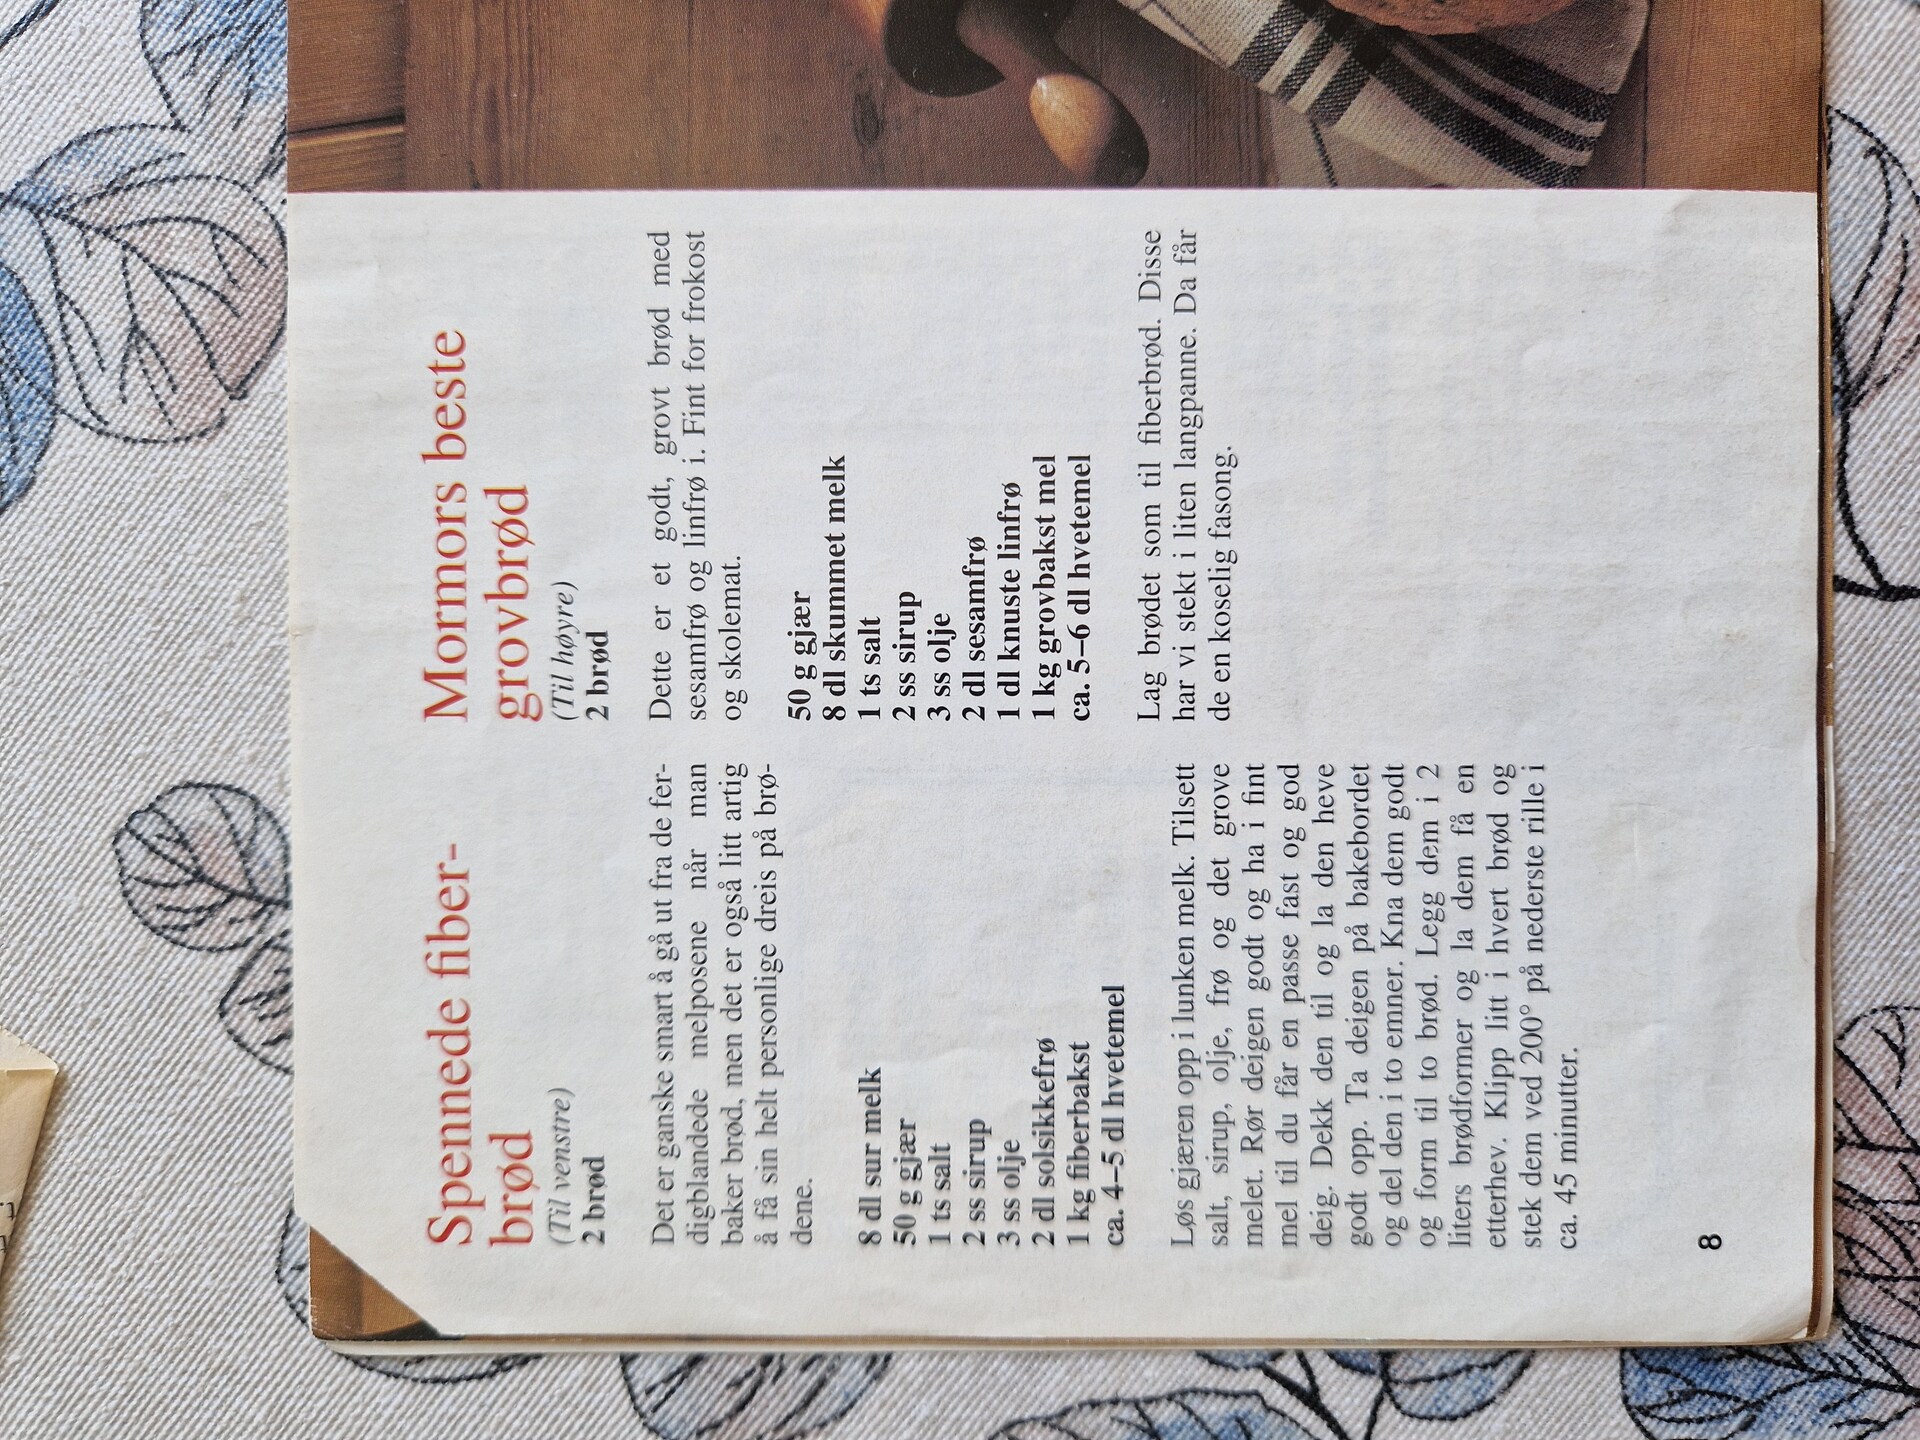 Spennede fiber-
brød
(Til venstre)
2 brød
Det er ganske smart å gå ut fra de fer-
digblandede melposene når man
baker brød, men det er også litt artig
å få sin helt personlige dreis på brø-
dene.
8 dl sur melk
50 g gjær
1 ts salt
2 ss sirup
3 ss olje
2 dl solsikkefrø
1 kg fiberbakst
ca. 4–5 dl hvetemel
Løs gjæren opp i lunken melk. Tilsett
salt, sirup, olje, frø og det grove
melet. Rør deigen godt og ha i fint
mel til du får en passe fast og god
deig. Dekk den til og la den heve
godt opp. Ta deigen på bakebordet
og del den i to emner. Kna dem godt
og form til to brød. Legg dem i 2
liters brødformer og la dem få en
etterhev. Klipp litt i hvert brød og
stek dem ved 200° på nederste rille i
ca. 45 minutter.
Mormors beste
grovbrød
(Til høyre)
2 brød
Dette er et godt, grovt brød med
sesamfrø og linfrø i. Fint for frokost
og skolemat.
50 g gjær
8 dl skummet melk
1 ts salt
2 ss sirup
3 ss olje
2 dl sesamfrø
1 dl knuste linfrø
1 kg grovbakst mel
ca. 5–6 dl hvetemel
Lag brødet som til fiberbrød. Disse
har vi stekt i liten langpanne. Da får
de en koselig fasong.
8